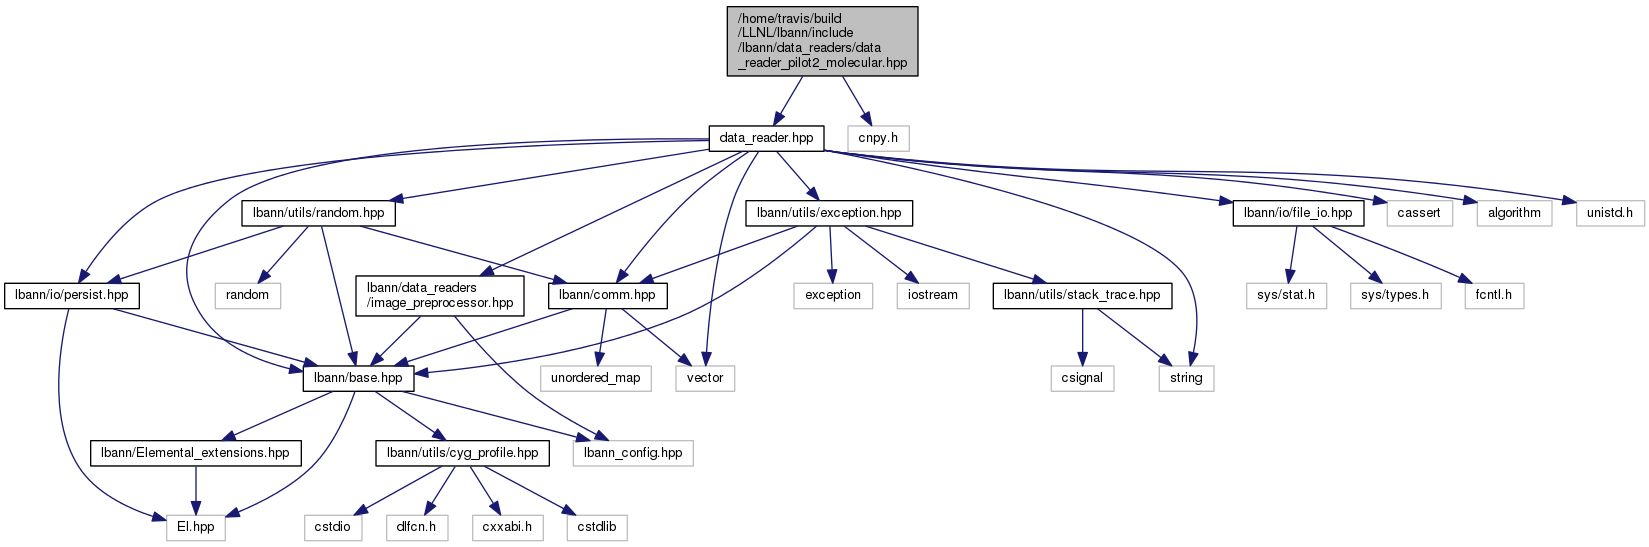 /home/travis/build
/LLNL/lbann/include
/lbann/data_readers/data
_reader_pilot2_molecular.hpp
data_reader.hpp
cnpy.h
lbann/utils/random.hpp
lbann/utils/exception.hpp
lbann/io/file_io.hpp
cassert
algorithm
unistd.h
lbann/io/persist.hpp
random
lbann/data_readers
/image_preprocessor.hpp
lbann/comm.hpp
exception
iostream
lbann/utils/stack_trace.hpp
sys/stat.h
sys/types.h
fcntl.h
lbann/base.hpp
unordered_map
vector
csignal
string
lbann/Elemental_extensions.hpp
lbann/utils/cyg_profile.hpp
lbann_config.hpp
El.hpp
cstdio
dlfcn.h
cxxabi.h
cstdlib